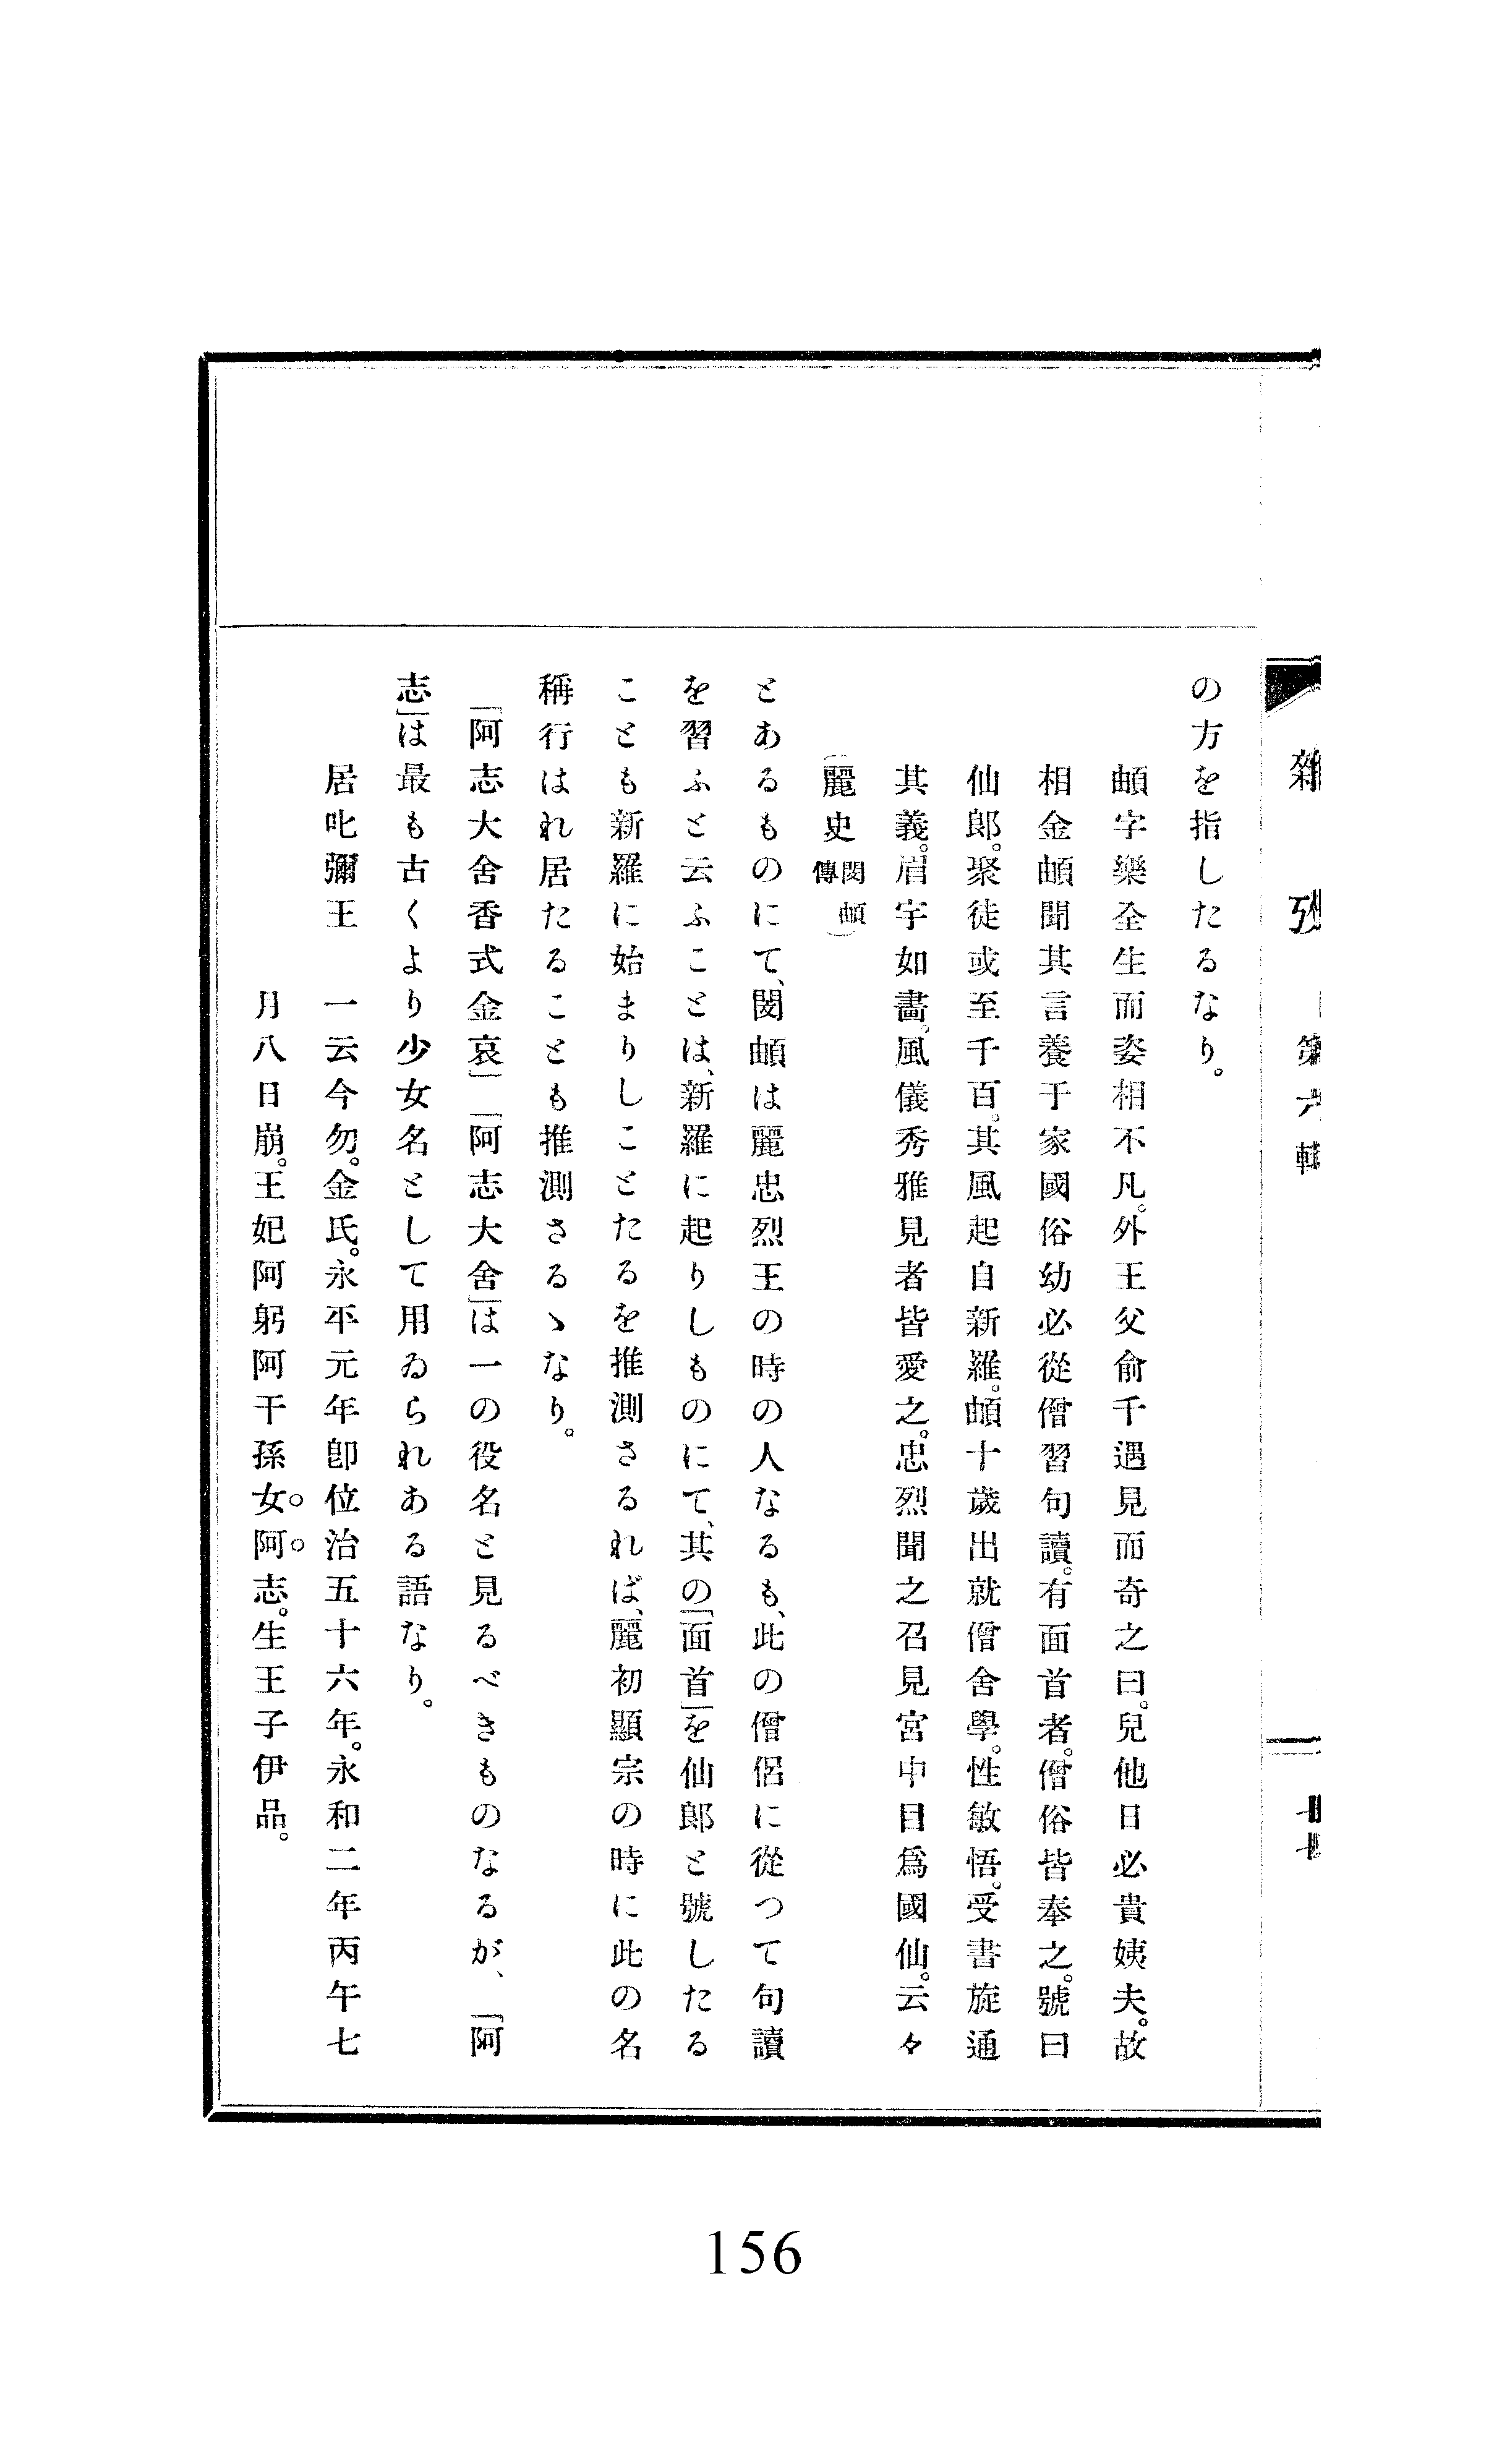 雜攷 第六輯
の方を指したるなり。
頔字樂全生而姿相不凡。外王父俞千遇見而奇之曰。兒他日必貴姨夫。故
相金頔聞其言養于家國俗幼必從僧習句讀。有面首者。僧俗皆奉之。號曰
仙郎。聚徒或至千百。其風起自新羅。頔十歲出就僧舍學。性敏悟。受書旋通
其義。眉宇如畵。風儀秀雅見者皆愛之。忠烈聞之召見宮中目爲國仙。云々
(麗史閔頔傳)
とあるものにて、閔頔は麗忠烈王の時の人なるも、此の僧侶に從つて句讀
を習ふと云ふことは、新羅に起りしものにて、其の「面首」を仙郎と號したる
ことも新羅に始まりしことたるを推測さるれば、麗初顯宗の時に此の名
稱行はれ居たることも推測さるゝなり。
「阿志大舍香式金哀」「阿志大舍」は一の役名と見るべきものなるが、「阿
志」は最も古くより少女名として用ゐられある語なり。
居叱彌王　一云今勿。金氏。永平元年卽位治五十六年。永和二年丙午七
月八日崩。王妃阿躬阿干孫女阿志。生王子伊品。
156